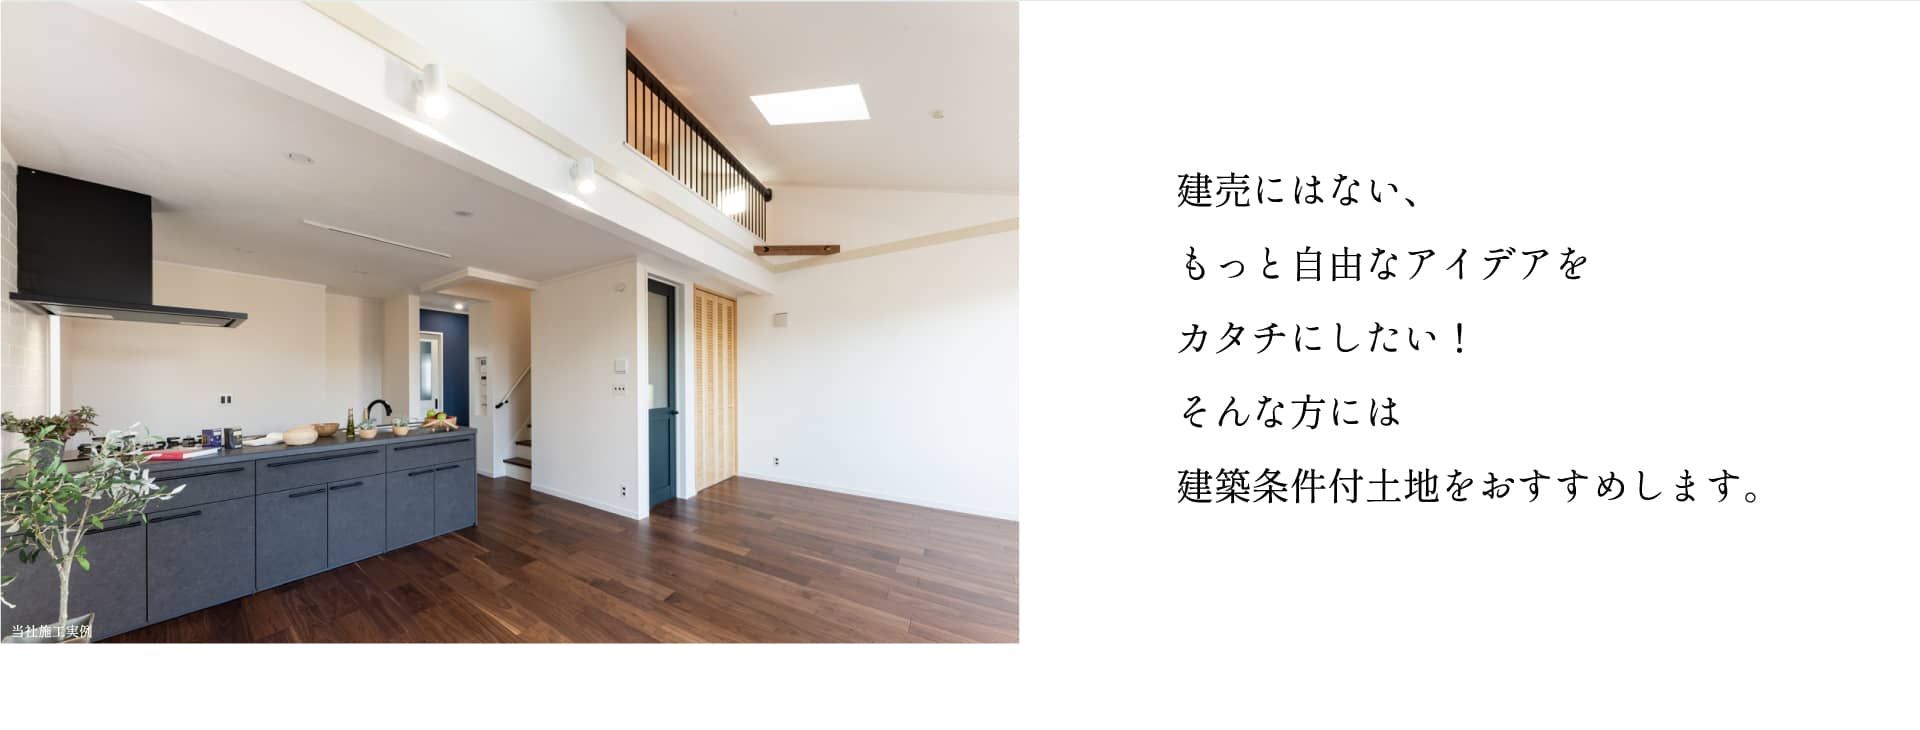 建売にはない、
もっと自由なアイデアを
カタチにしたい！
そんな方には
建築条件付土地をおすすめします。
当社施工実例